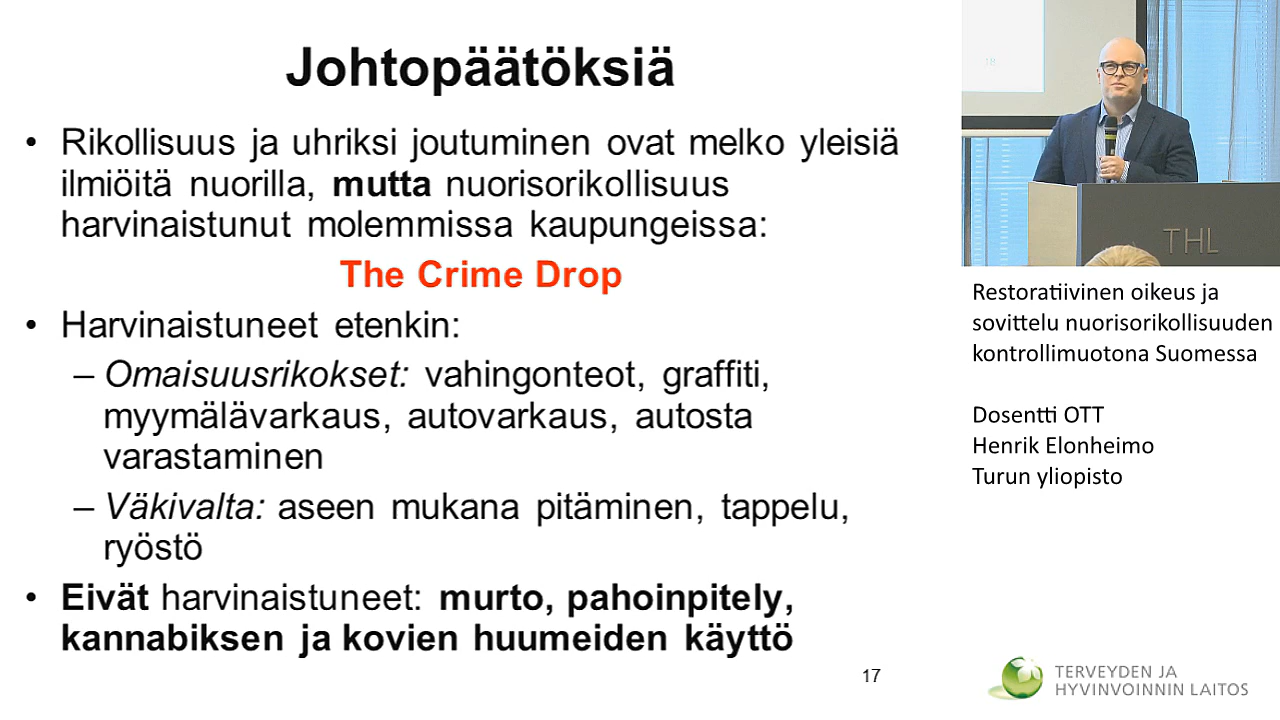 Johtopäätöksiä
• Rikollisuus ja uhriksi joutuminen ovat melko yleisiä
ilmiöitä nuorilla, mutta nuorisorikollisuus
harvinaistunut molemmissa kaupungeissa:
The Crime Drop
• Harvinaistuneet etenkin:
– Omaisuusrikokset: vahingonteot, graffiti,
myymälävarkaus, autovarkaus, autosta
varastaminen
– Väkivalta: aseen mukana pitäminen, tappelu,
ryöstö
• Eivät harvinaistuneet: murto, pahoinpitely,
kannabiksen ja kovien huumeiden käyttö
17
18
THL
Restoratiivinen oikeus ja
sovittelu nuorisorikollisuuden
kontrollimuotona Suomessa
Dosentti OTT
Henrik Elonheimo
Turun yliopisto
TERVEYDEN JA
HYVINVOINNIN LAITOS